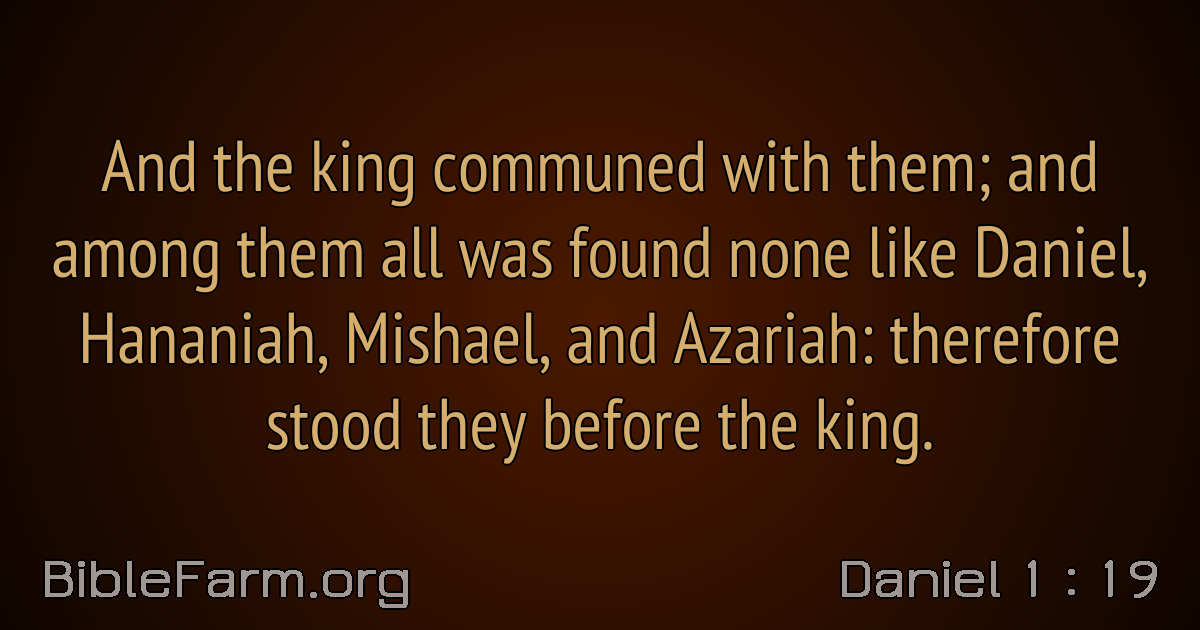 And the king communed with them; and
among them all was found none like Daniel,
Hananiah, Mishael, and Azariah: therefore
stood they before the king.
BibleFarm.org
Daniel 1 : 19